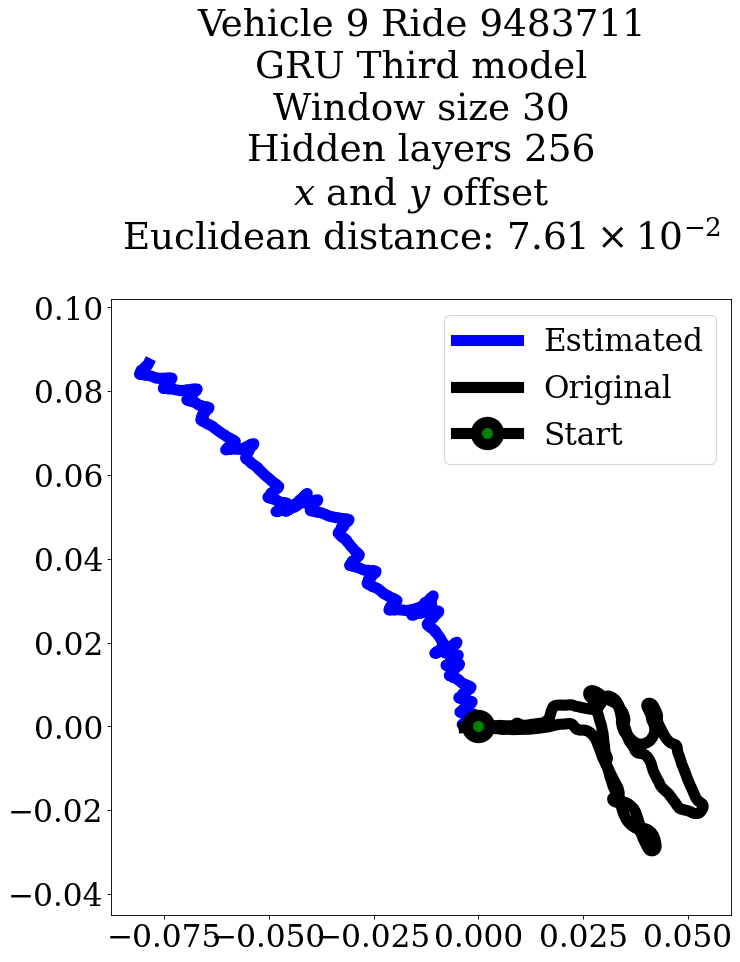 Vehicle 9 Ride 9483711
GRU Third model
Window size 30
Hidden layers 256
x and y offset
Euclidean distance: 7.61 × 10⁻²
0.10
Estimated
0.08
Original
Start
0.06
0.04
0.02
0.00
−0.02
−0.04
−0.075 −0.050 −0.025 0.000 0.025 0.050